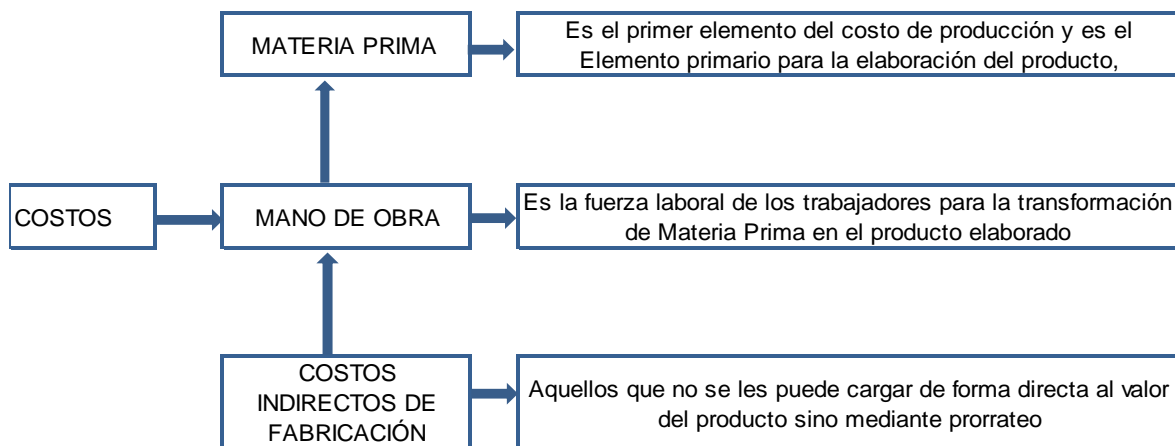 MATERIA PRIMA
Es el primer elemento del costo de producción y es el
Elemento primario para la elaboración del producto,
COSTOS
MANO DE OBRA
Es la fuerza laboral de los trabajadores para la transformación
de Materia Prima en el producto elaborado
COSTOS
INDIRECTOS DE
FABRICACIÓN
Aquellos que no se les puede cargar de forma directa al valor
del producto sino mediante prorrateo